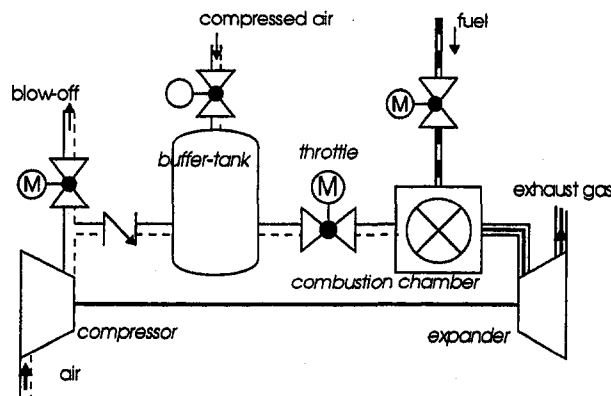 compressed air
fuel
blow-off
M
M
buffer-tank
throttle
M
exhaust gas
combustion chamber
compressor
expander
air